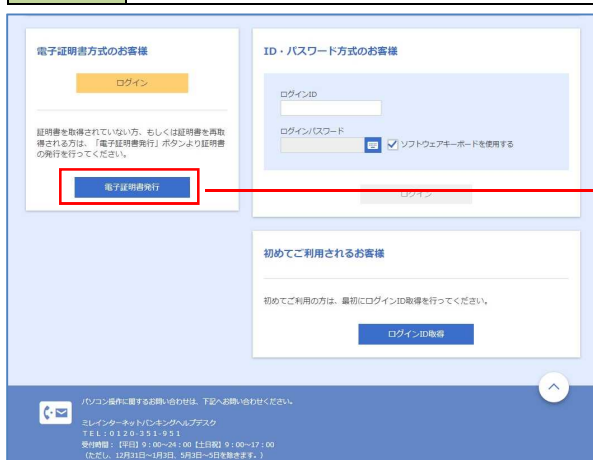 電子証明書方式のお客様
ログイン
証明書を取得されていない方、もしくは証明書を再取
得される方は、「電子証明書発行」ボタンより証明書
の発行を行ってください。
電子証明書発行
ID・パスワード方式のお客様
ログインID
ログインパスワード
ソフトウェアキーボードを使用する
ログイン
初めてご利用されるお客様
初めてご利用の方は、最初にログインID取得を行ってください。
ログインID取得
パソコン操作に関するお問い合わせは、下記へお問い合わせください。
ミレインターネットバンキングヘルプデスク
TEL:0120-351-951
受付時間:【平日】9:00~24:00【土日祝】9:00~17:00
(ただし、12月31日~1月3日、5月3日~5日を除きます。)